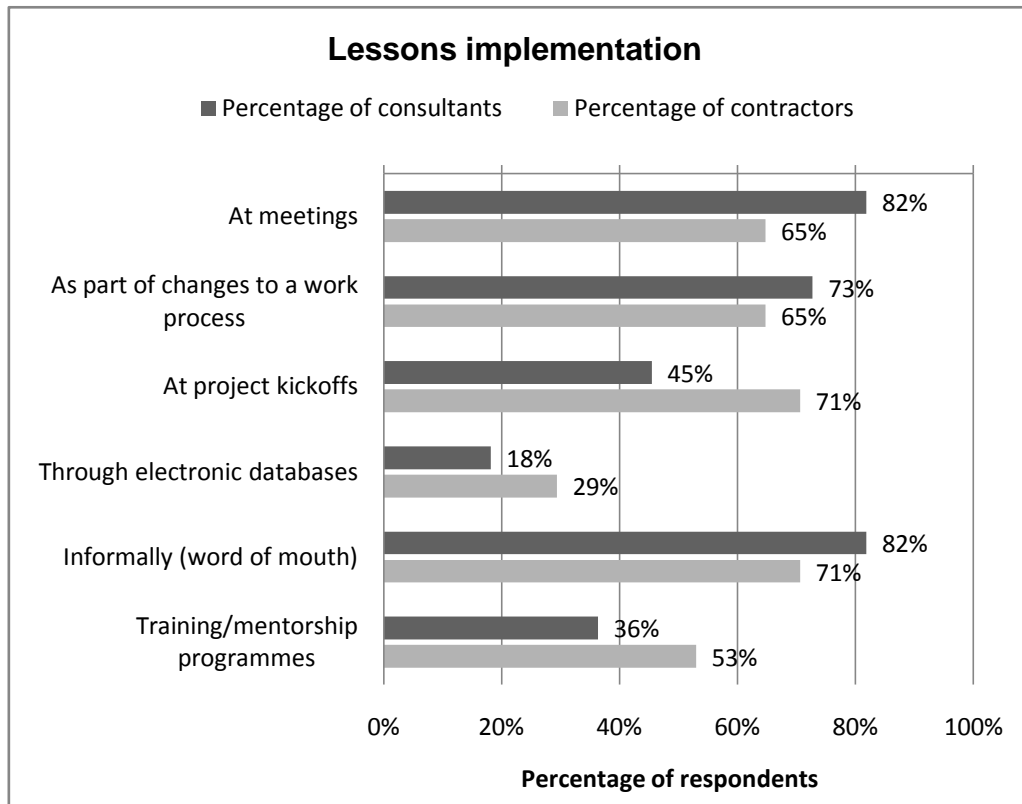 Lessons implementation
Percentage of consultants Percentage of contractors
At meetings
82%
65%
As part of changes to a work
process
73%
65%
At project kickoffs
45%
71%
Through electronic databases
18%
29%
Informally (word of mouth)
82%
71%
Training/mentorship
programmes
36%
53%
0% 20% 40% 60% 80% 100%
Percentage of respondents